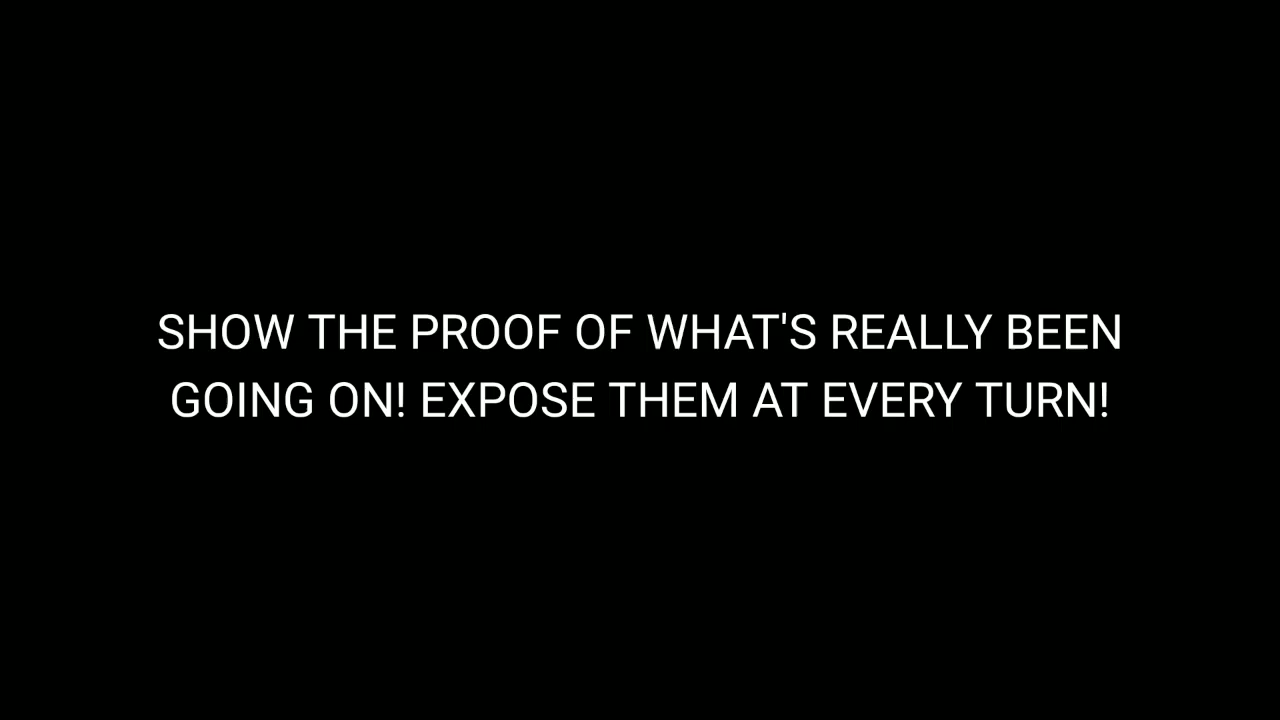 SHOW THE PROOF OF WHAT'S REALLY BEEN
GOING ON! EXPOSE THEM AT EVERY TURN!